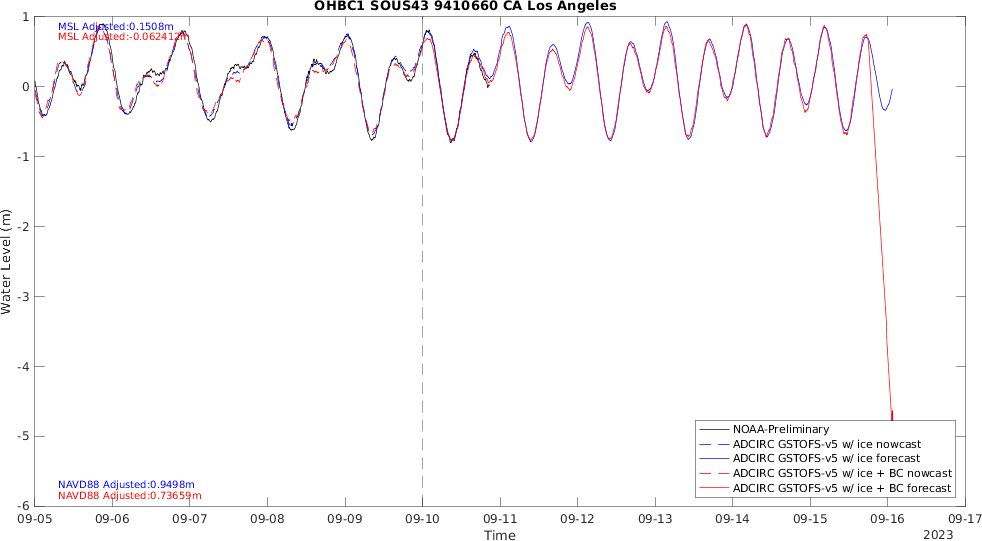 OHBC1 SOUS43 9410660 CA Los Angeles
MSL Adjusted:0.1508m
MSL Adjusted:-0.062412m
Water Level (m)
1
0
-1
-2
-3
-4
-5
-6
NAVD88 Adjusted:0.9498m
NAVD88 Adjusted:0.73659m
NOAA-Preliminary
ADCIRC GSTOFS-v5 w/ ice nowcast
ADCIRC GSTOFS-v5 w/ ice forecast
ADCIRC GSTOFS-v5 w/ ice + BC nowcast
ADCIRC GSTOFS-v5 w/ ice + BC forecast
09-05 09-06 09-07 09-08 09-09 09-10 09-11 09-12 09-13 09-14 09-15 09-16 09-17
Time
2023